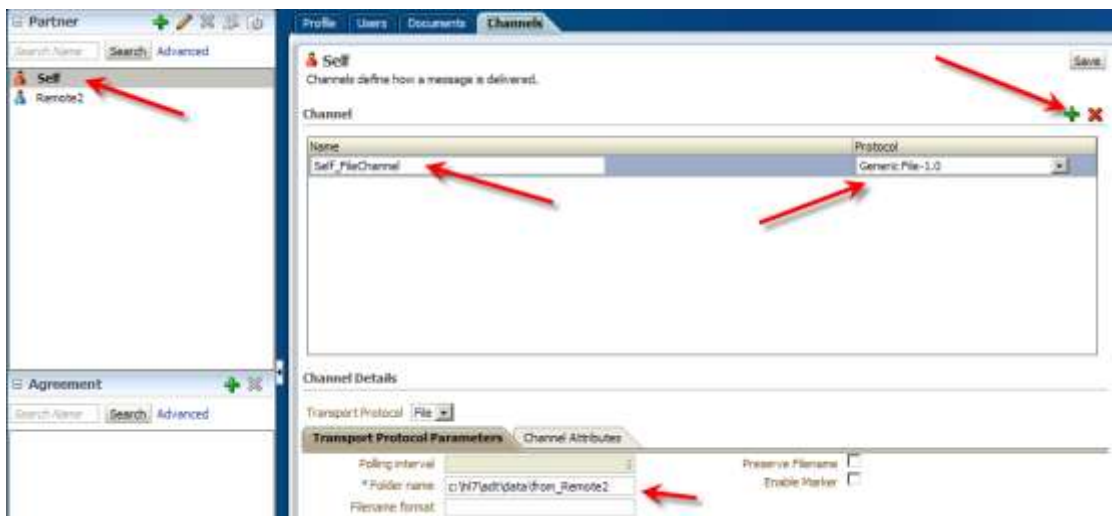 Partner
Search Name Search Advanced
Self
Remote2
Agreement
Search Name Search Advanced
Profile Users Documents Channels
Self
Save
Channels define how a message is delivered.
Channel
Name Protocol
Self_FileChannel Generic File-1.0
Channel Details
Transport Protocol File
Transport Protocol Parameters Channel Attributes
Polling interval Preserve Filename
* Folder name c:\hl7\adt\data\from_Remote2 Enable Marker
Filename format